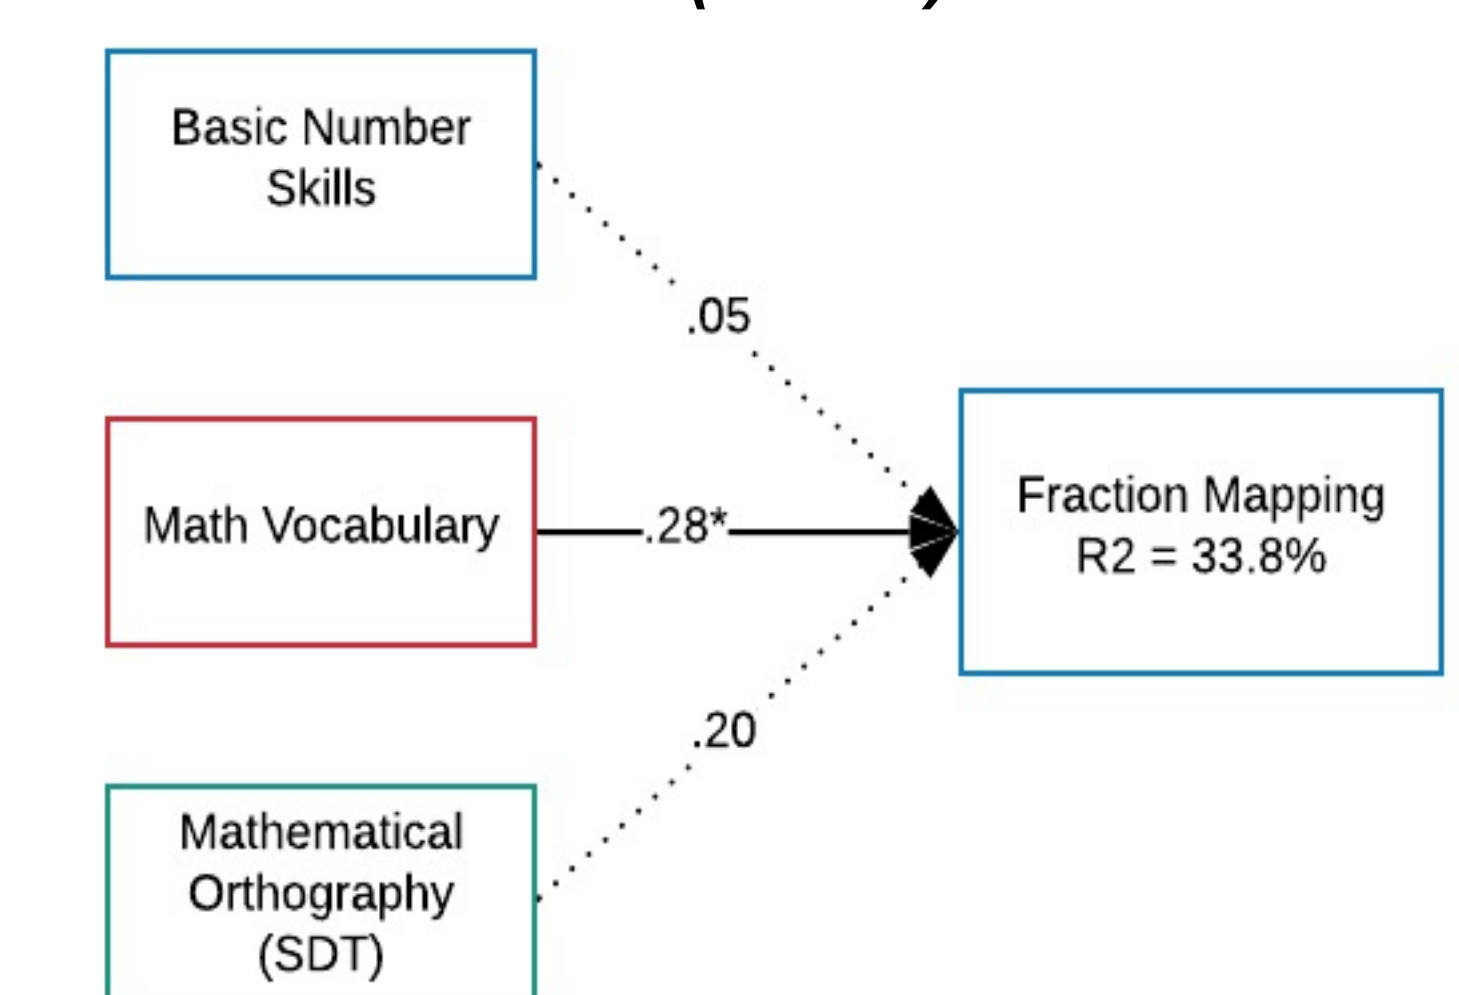 Basic Number
Skills
.05
Math Vocabulary
.28*
Fraction Mapping
R2 = 33.8%
.20
Mathematical
Orthography
(SDT)